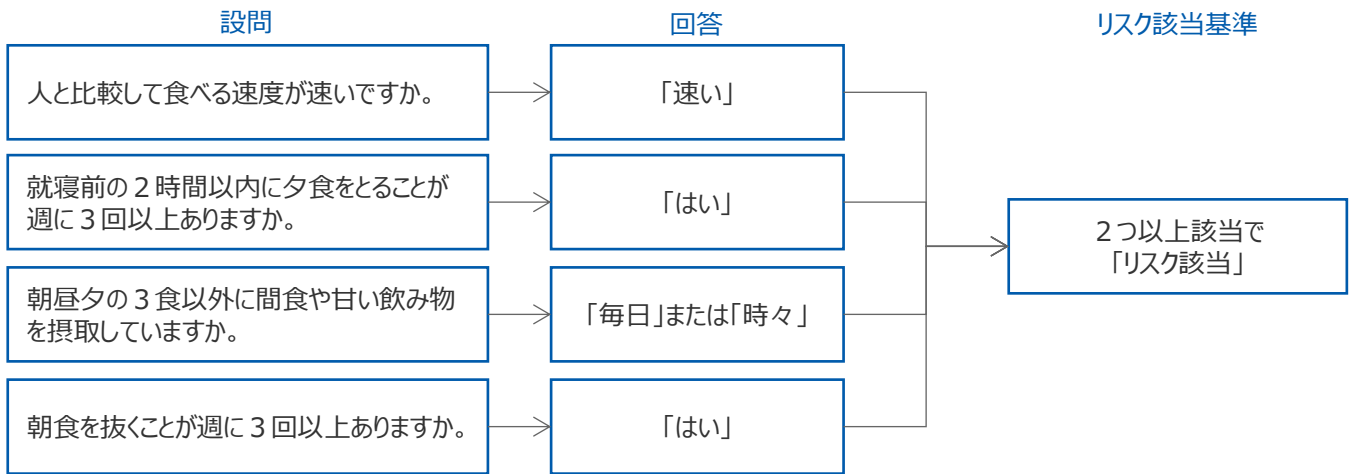 設問
回答
リスク該当基準
人と比較して食べる速度が速いですか。
「速い」
就寝前の２時間以内に夕食をとることが
週に３回以上ありますか。
「はい」
朝昼夕の３食以外に間食や甘い飲み物
を摂取していますか。
「毎日」または「時々」
朝食を抜くことが週に３回以上ありますか。
「はい」
２つ以上該当で
「リスク該当」